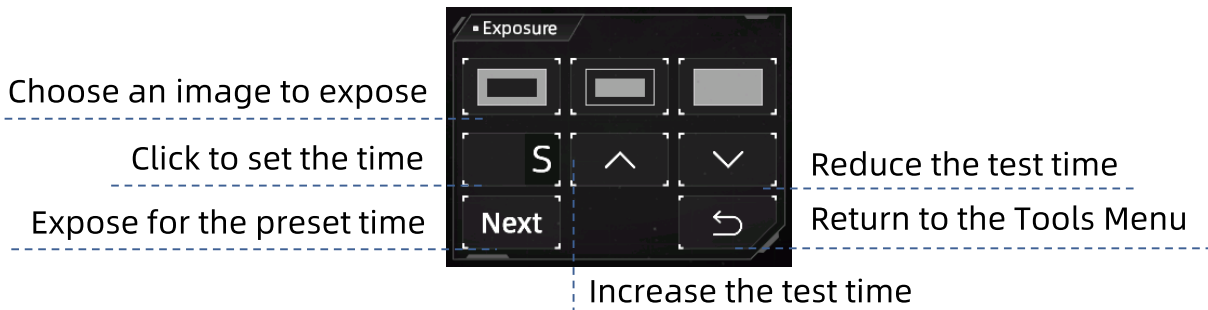 Exposure
Choose an image to expose
Click to set the time
S
Reduce the test time
Expose for the preset time
Next
Return to the Tools Menu
Increase the test time